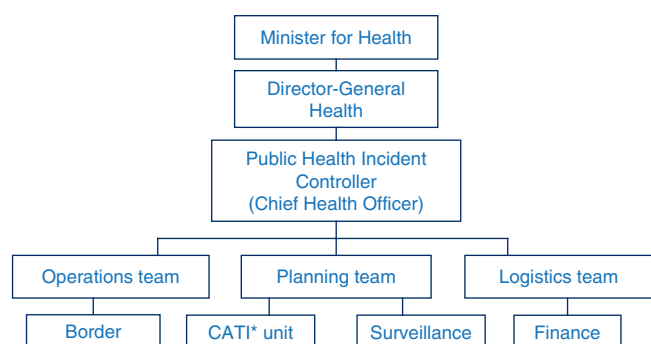 Minister for Health
Director-General
Health
Public Health Incident
Controller
(Chief Health Officer)
Operations team
Planning team
Logistics team
Border
CATI* unit
Surveillance
Finance